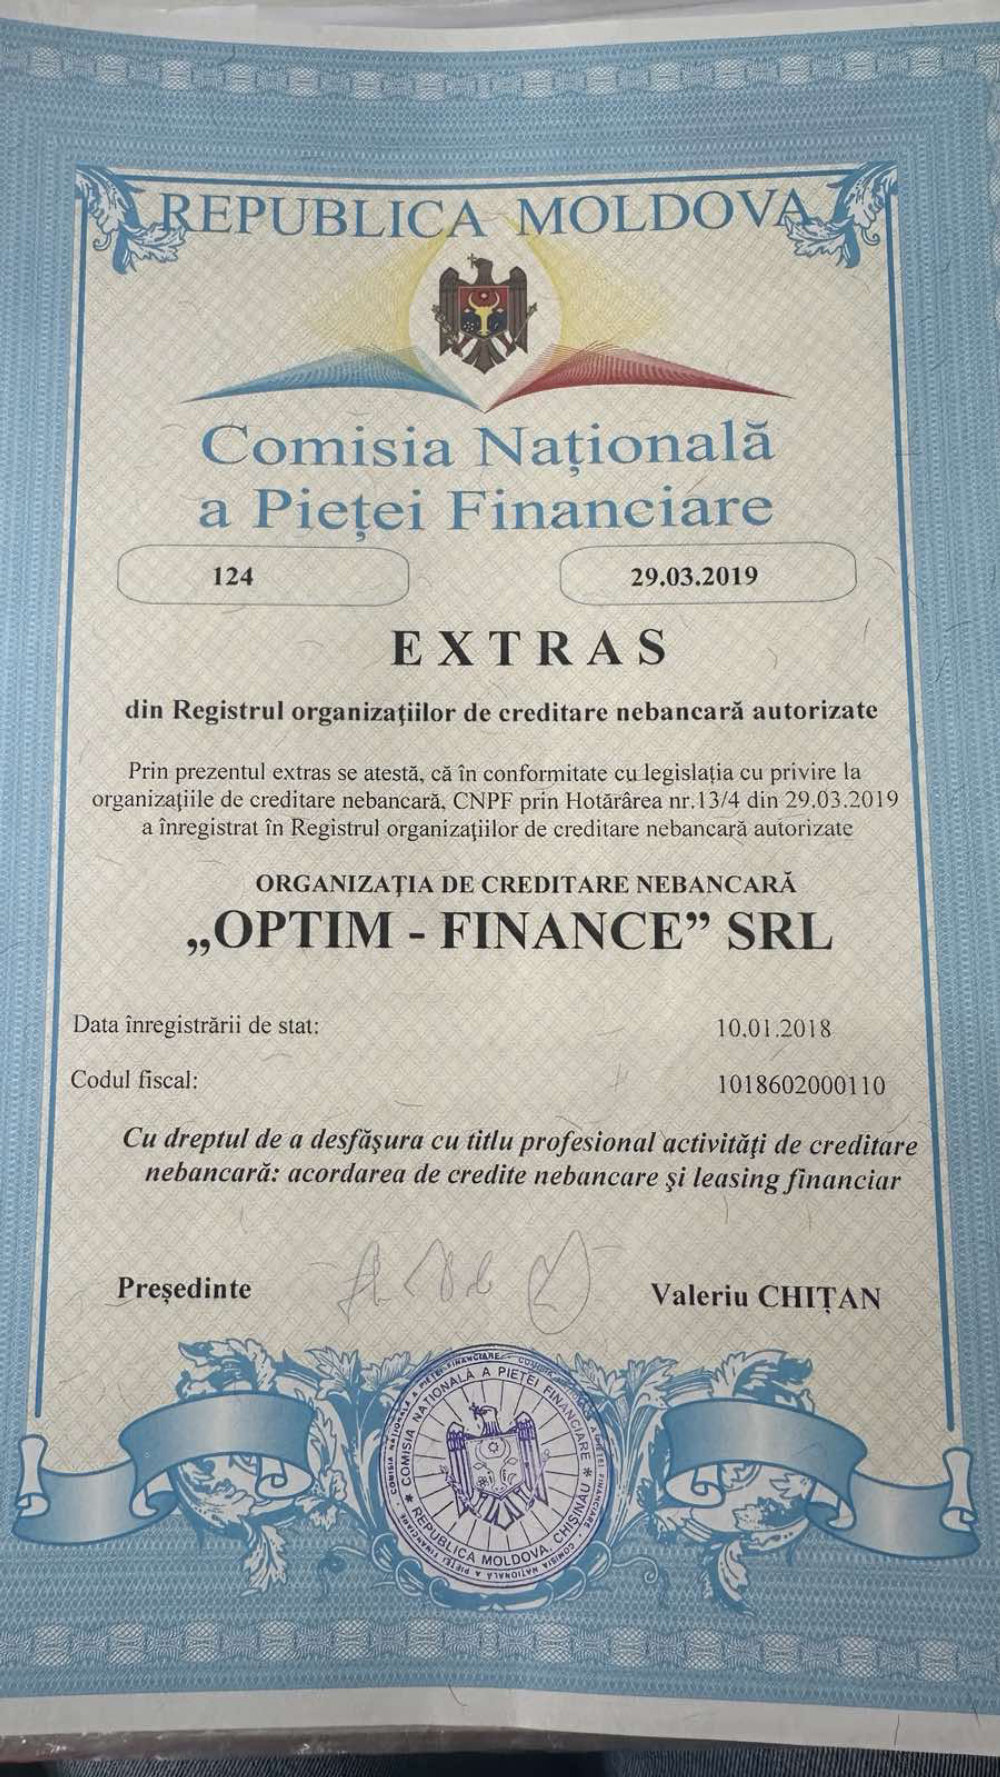 REPUBLICA MOLDOVA
Comisia Națională
a Pieței Financiare
124
29.03.2019
EXTRAS
din Registrul organizațiilor de creditare nebancară autorizate
Prin prezentul extras se atestă, că în conformitate cu legislația cu privire la
organizațiile de creditare nebancară, CNPF prin Hotărârea nr.13/4 din 29.03.2019
a înregistrat în Registrul organizațiilor de creditare nebancară autorizate
ORGANIZAȚIA DE CREDITARE NEBANCARĂ
„OPTIM - FINANCE” SRL
Data înregistrării de stat: 10.01.2018
Codul fiscal: 1018602000110
Cu dreptul de a desfășura cu titlu profesional activități de creditare
nebancară: acordarea de credite nebancare și leasing financiar
Președinte Valeriu CHIȚAN
COMISIA NAȚIONALĂ A PIEȚEI FINANCIARE
* REPUBLICA MOLDOVA, CHIȘINĂU *